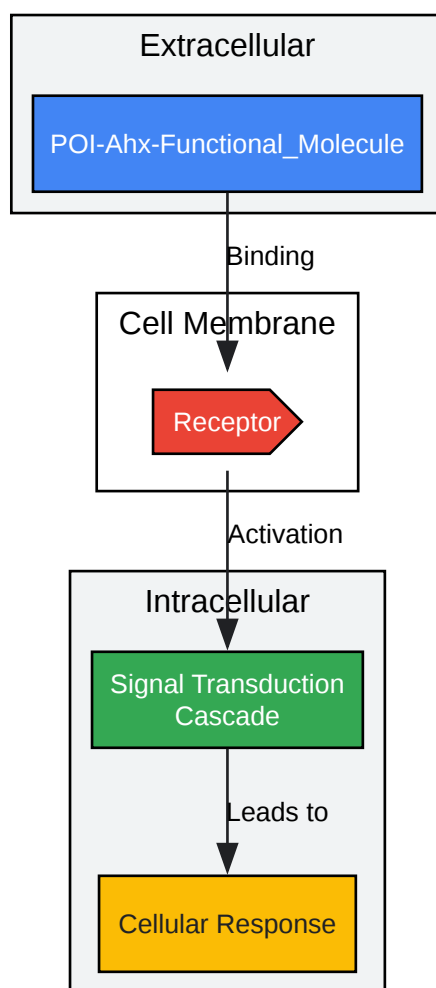 Extracellular
POI-Ahx-Functional_Molecule
Binding
Cell Membrane
Receptor
Activation
Intracellular
Signal Transduction
Cascade
Leads to
Cellular Response